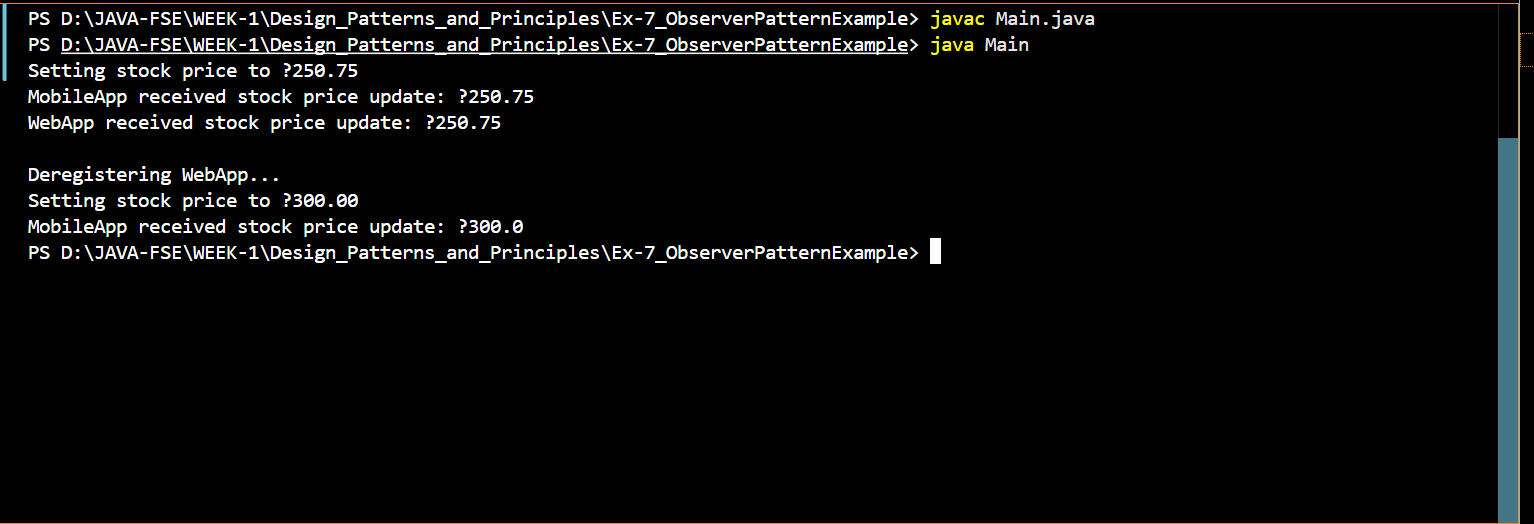 PS D:\JAVA-FSE\WEEK-1\Design_Patterns_and_Principles\Ex-7_ObserverPatternExample> javac Main.java
PS D:\JAVA-FSE\WEEK-1\Design_Patterns_and_Principles\Ex-7_ObserverPatternExample> java Main
Setting stock price to ?250.75
MobileApp received stock price update: ?250.75
WebApp received stock price update: ?250.75
Deregistering WebApp...
Setting stock price to ?300.00
MobileApp received stock price update: ?300.0
PS D:\JAVA-FSE\WEEK-1\Design_Patterns_and_Principles\Ex-7_ObserverPatternExample>